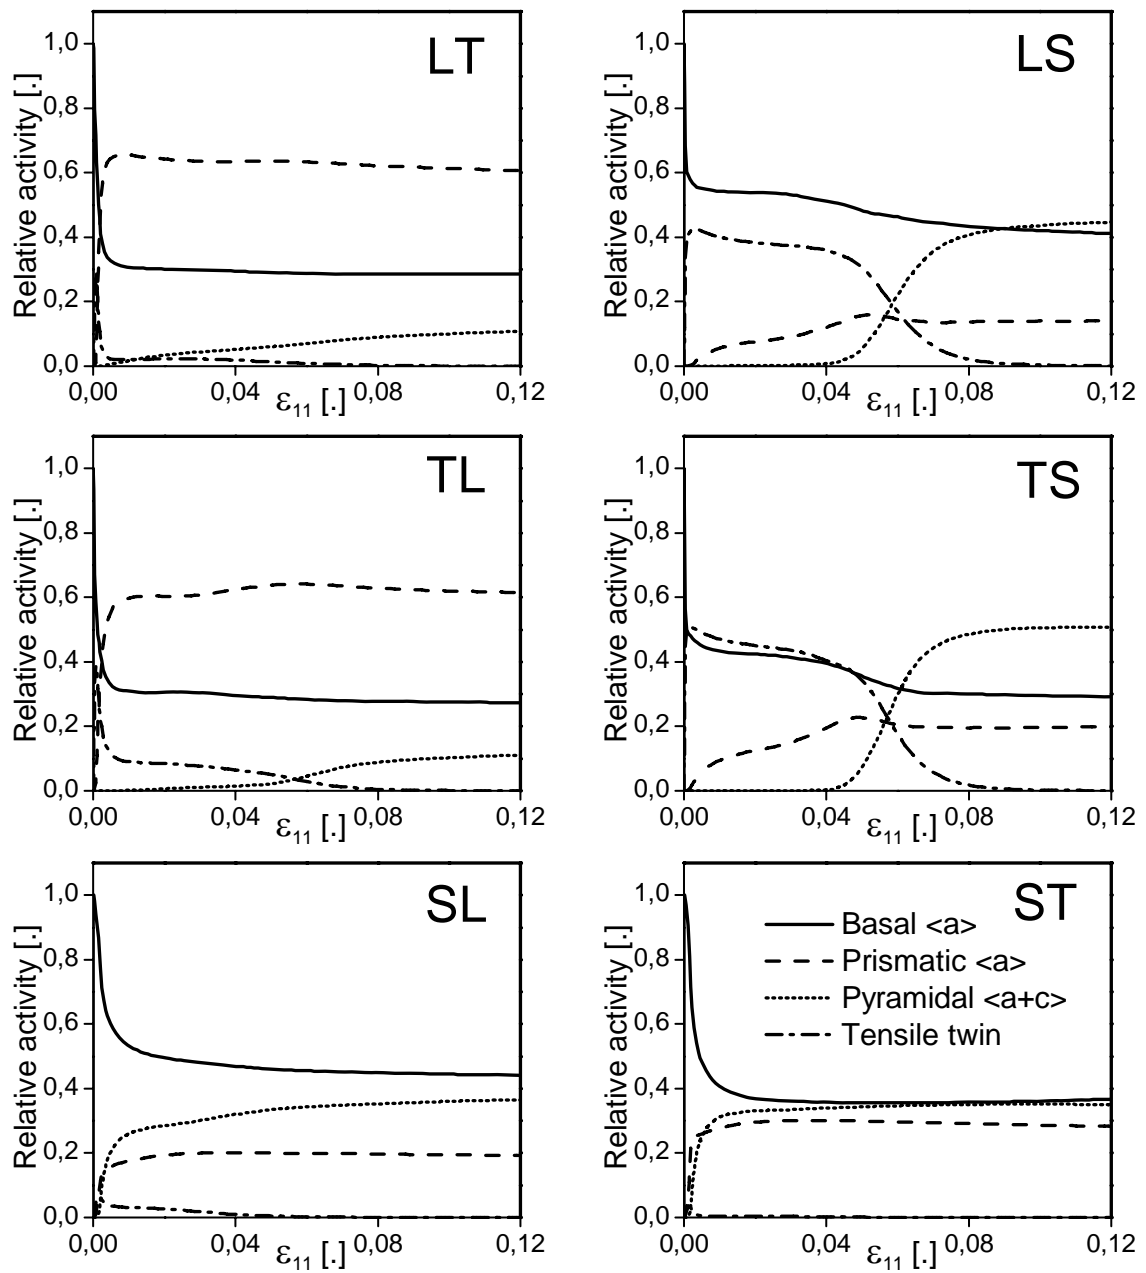 LT
Relative activity [.]
1,0
0,8
0,6
0,4
0,2
0,0
0,00 0,04 0,08 0,12
ε11 [.]
LS
Relative activity [.]
1,0
0,8
0,6
0,4
0,2
0,0
0,00 0,04 0,08 0,12
ε11 [.]
TL
Relative activity [.]
1,0
0,8
0,6
0,4
0,2
0,0
0,00 0,04 0,08 0,12
ε11 [.]
TS
Relative activity [.]
1,0
0,8
0,6
0,4
0,2
0,0
0,00 0,04 0,08 0,12
ε11 [.]
SL
Relative activity [.]
1,0
0,8
0,6
0,4
0,2
0,0
0,00 0,04 0,08 0,12
ε11 [.]
ST
Basal <a>
Prismatic <a>
Pyramidal <a+c>
Tensile twin
Relative activity [.]
1,0
0,8
0,6
0,4
0,2
0,0
0,00 0,04 0,08 0,12
ε11 [.]